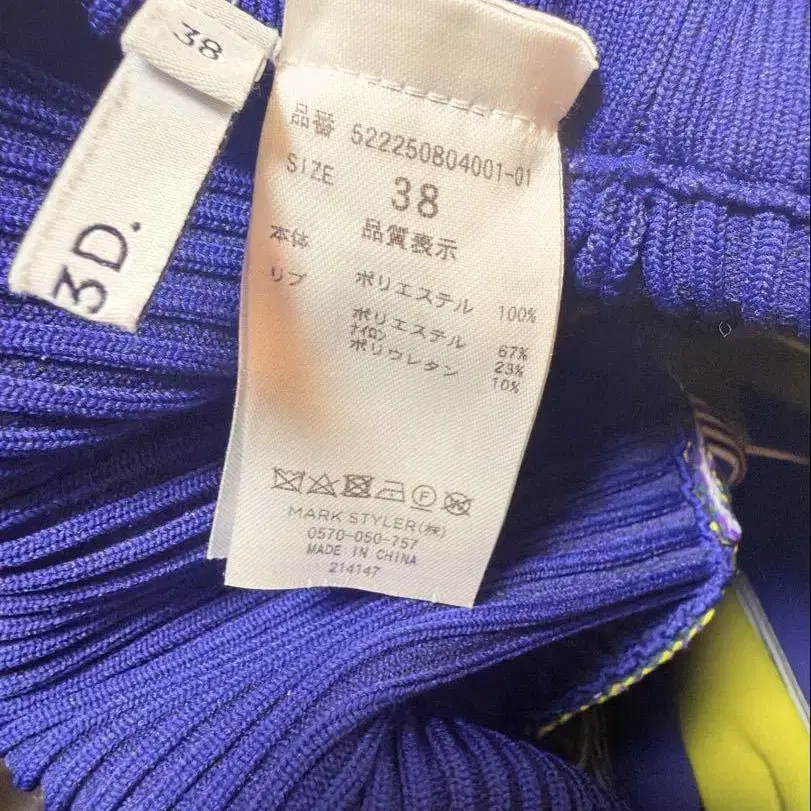 38
3D.
品番 522250804001-01
SIZE 38
品質表示
本体 ポリエステル 100%
リブ ポリエステル 67%
ナイロン 23%
ポリウレタン 10%
F
MARK STYLER(株)
0570-050-757
MADE IN CHINA
214147